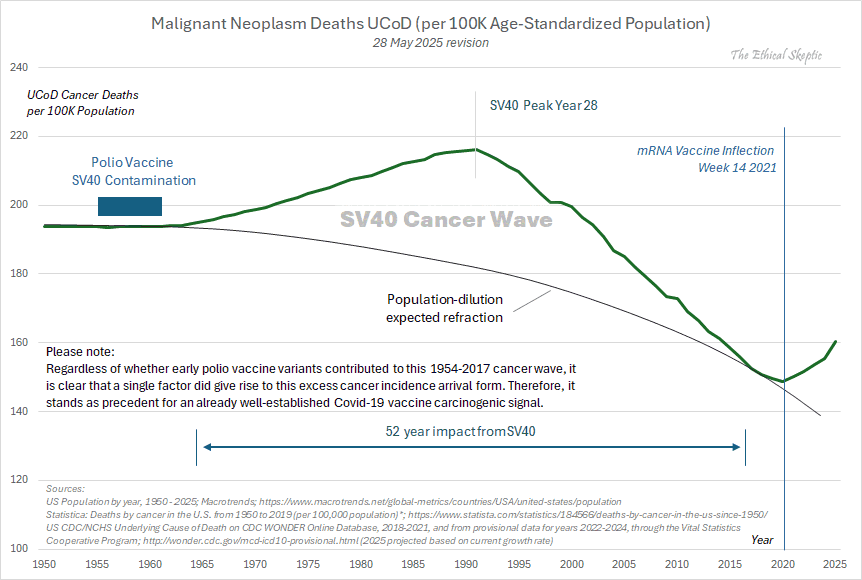 Malignant Neoplasm Deaths UCoD (per 100K Age-Standardized Population)
28 May 2025 revision
The Ethical Skeptic
240
220
200
180
160
140
120
100
UCoD Cancer Deaths
per 100K Population
SV40 Peak Year 28
Polio Vaccine
SV40 Contamination
mRNA Vaccine Inflection
Week 14 2021
SV40 Cancer Wave
Population-dilution
expected refraction
Please note:
Regardless of whether early polio vaccine variants contributed to this 1954-2017 cancer wave, it
is clear that a single factor did give rise to this excess cancer incidence arrival form. Therefore, it
stands as precedent for an already well-established Covid-19 vaccine carcinogenic signal.
52 year impact from SV40
Sources:
US Population by year, 1950 - 2025; Macrotrends; https://www.macrotrends.net/global-metrics/countries/USA/united-states/population
Statistica: Deaths by cancer in the U.S. from 1950 to 2019 (per 100,000 population)*; https://www.statista.com/statistics/184566/deaths-by-cancer-in-the-us-since-1950/
US CDC/NCHS Underlying Cause of Death on CDC WONDER Online Database, 2018-2021, and from provisional data for years 2022-2024, through the Vital Statistics
Cooperative Program; http://wonder.cdc.gov/mcd-icd10-provisional.html (2025 projected based on current growth rate)
Year
1950 1955 1960 1965 1970 1975 1980 1985 1990 1995 2000 2005 2010 2015 2020 2025